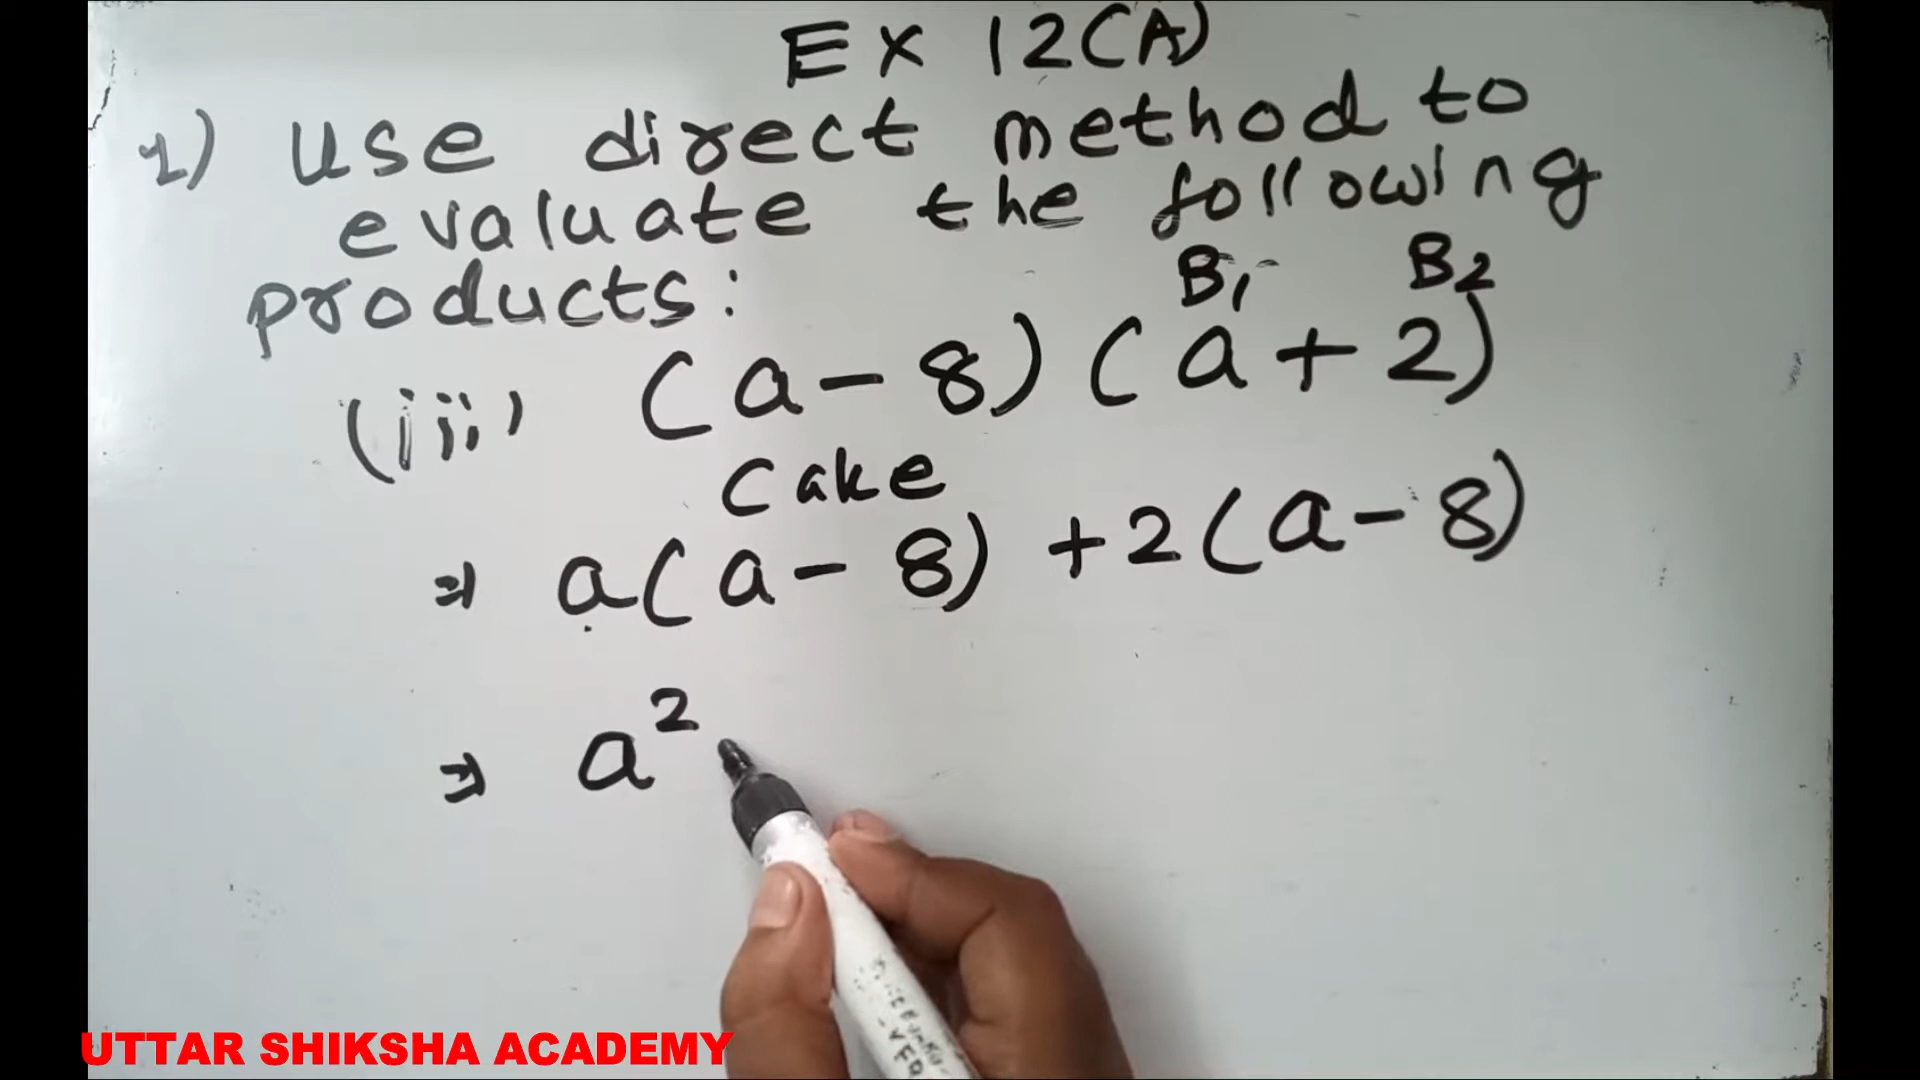 EX 12(A)
1) Use direct method to
evaluate the following
products:
B₁ B₂
(iii) (a - 8) (a + 2)
Cake
⇒ a(a - 8) + 2(a - 8)
⇒ a²
UTTAR SHIKSHA ACADEMY